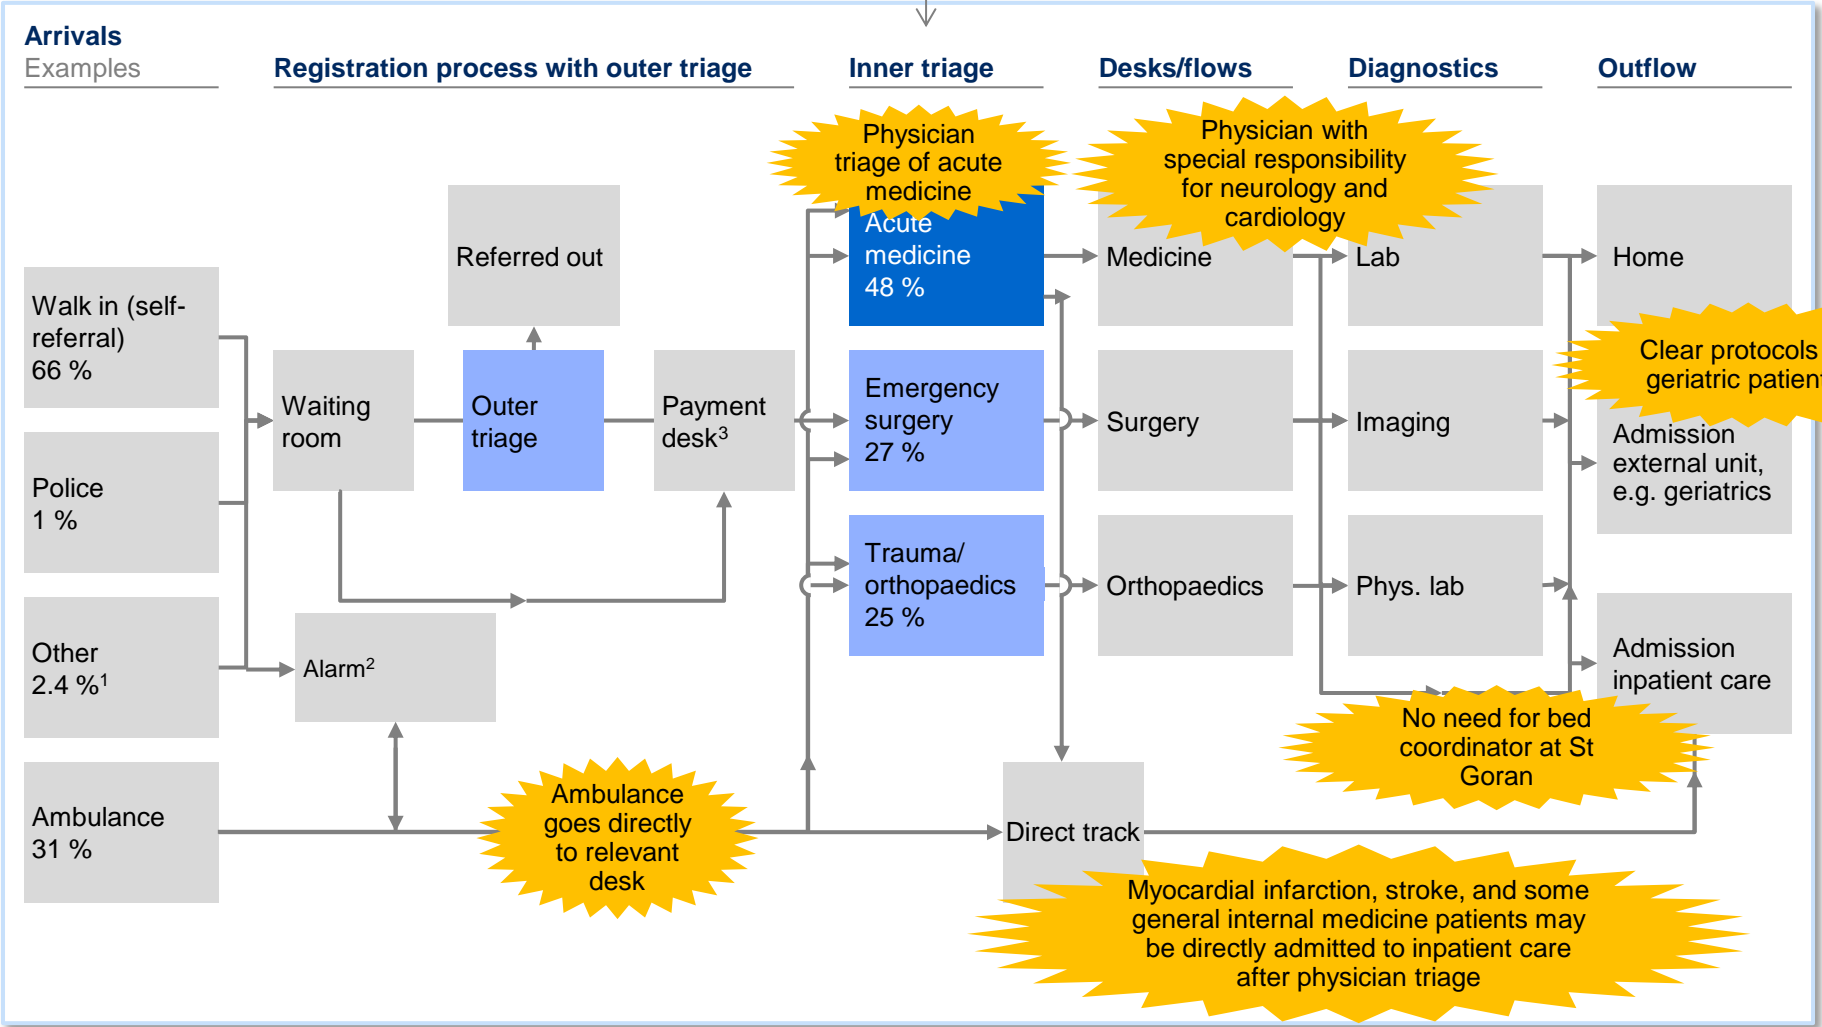 Arrivals
Examples
Registration process with outer triage
Inner triage
Desks/flows
Diagnostics
Outflow
Physician
triage of acute
medicine
Physician with
special responsibility
for neurology and
cardiology
Referred out
Acute
medicine
48 %
Medicine
Lab
Home
Walk in (self-
referral)
66 %
Clear protocols
geriatric patient
Waiting
room
Outer
triage
Payment
desk³
Emergency
surgery
27 %
Surgery
Imaging
Admission
external unit,
e.g. geriatrics
Police
1 %
Trauma/
orthopaedics
25 %
Orthopaedics
Phys. lab
Other
2.4 %¹
Alarm²
Admission
inpatient care
No need for bed
coordinator at St
Goran
Ambulance
31 %
Ambulance
goes directly
to relevant
desk
Direct track
Myocardial infarction, stroke, and some
general internal medicine patients may
be directly admitted to inpatient care
after physician triage